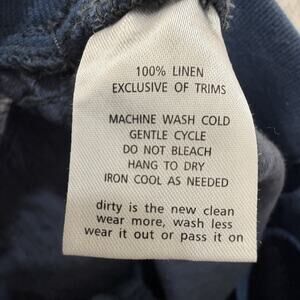 100% LINEN
EXCLUSIVE OF TRIMS
MACHINE WASH COLD
GENTLE CYCLE
DO NOT BLEACH
HANG TO DRY
IRON COOL AS NEEDED
dirty is the new clean
wear more, wash less
wear it out or pass it on